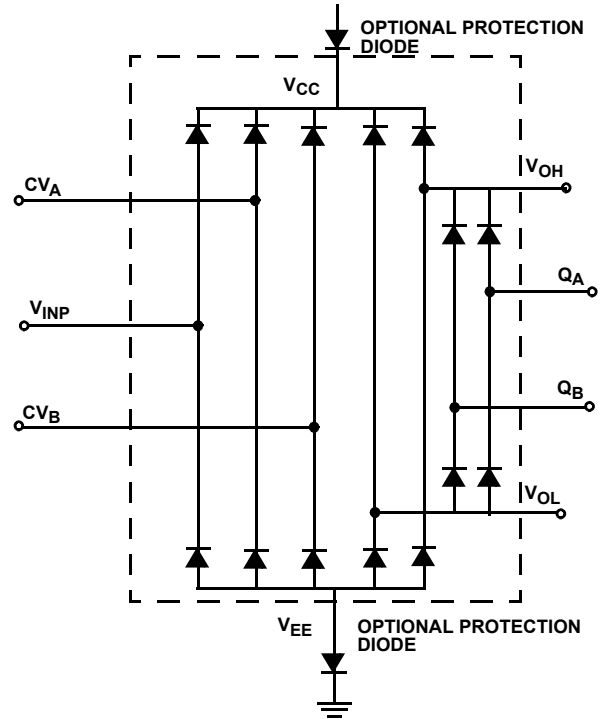 OPTIONAL PROTECTION
DIODE
VCC
VOH
CVA
QA
VINP
QB
CVB
VOL
VEE
OPTIONAL PROTECTION
DIODE